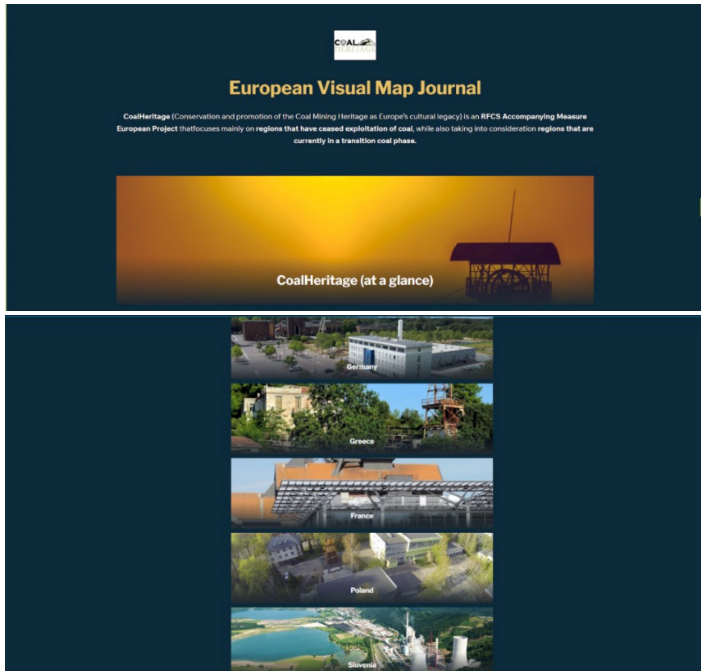 COAL
HERITAGE
European Visual Map Journal
CoalHeritage (Conservation and promotion of the Coal Mining Heritage as Europe's cultural legacy) is an RFCS Accompanying Measure
European Project thatfocuses mainly on regions that have ceased exploitation of coal, while also taking into consideration regions that are
currently in a transition coal phase.
CoalHeritage (at a glance)
Germany
Greece
France
Poland
Slovenia